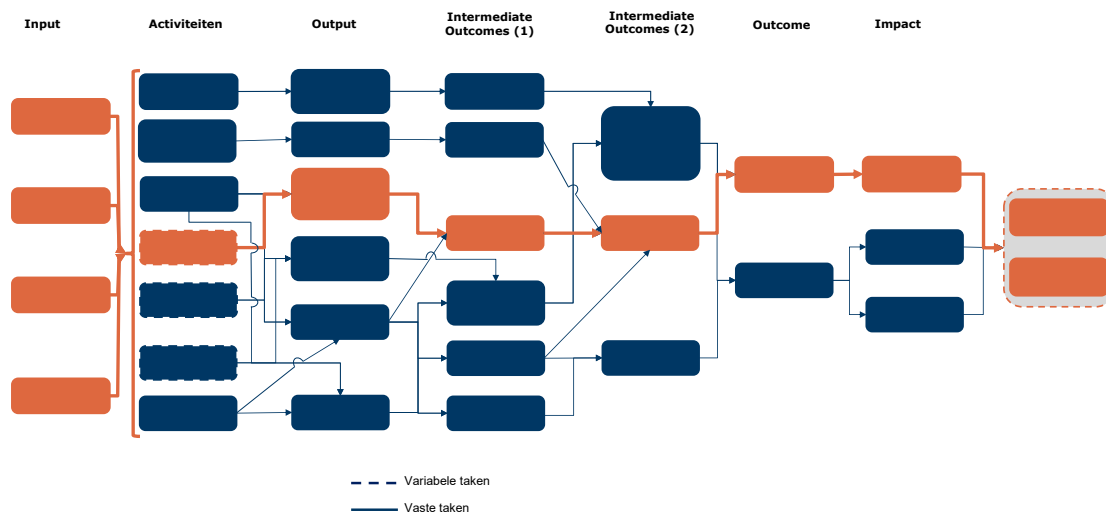 Input
Activiteiten
Output
Intermediate
Outcomes (1)
Intermediate
Outcomes (2)
Outcome
Impact
Variabele taken
Vaste taken